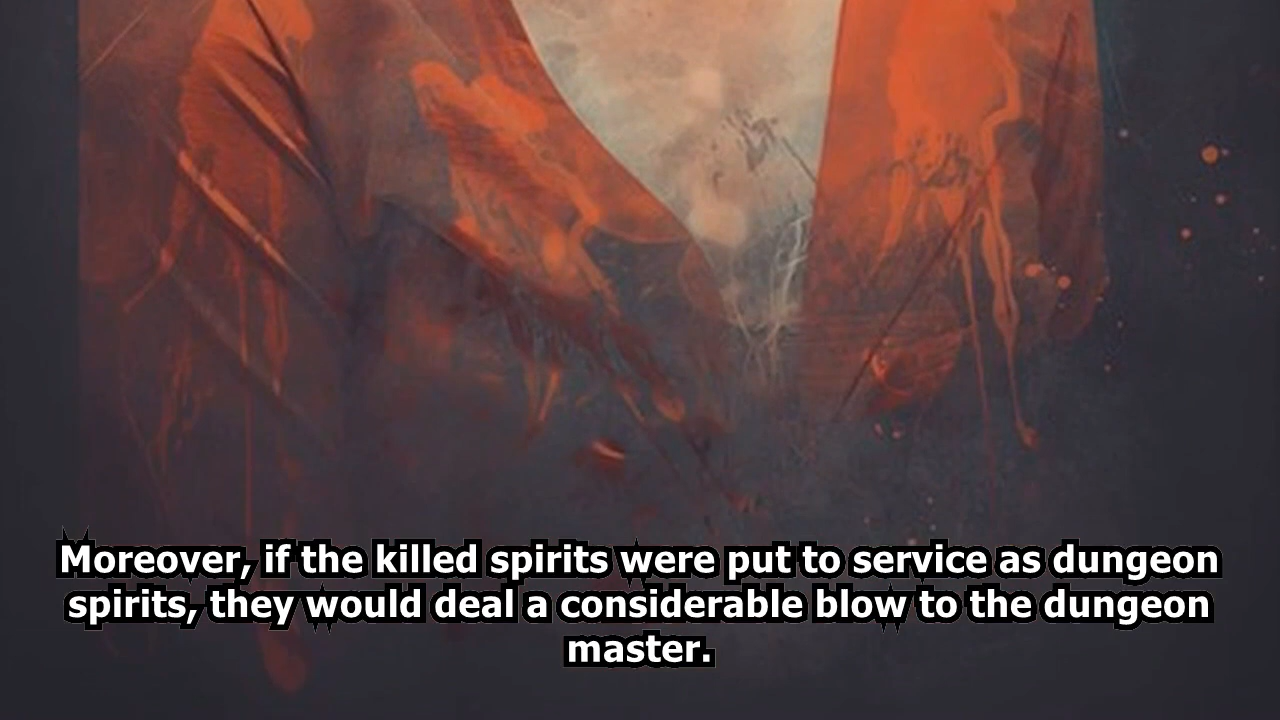 Moreover, if the killed spirits were put to service as dungeon
spirits, they would deal a considerable blow to the dungeon
master.